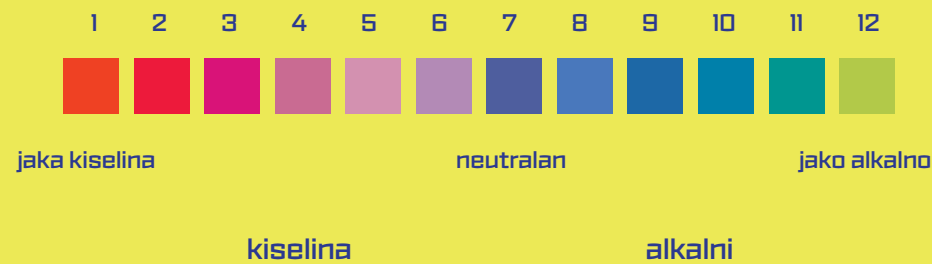 1 2 3 4 5 6 7 8 9 10 11 12
jaka kiselina neutralan jako alkalno
kiselina alkalni